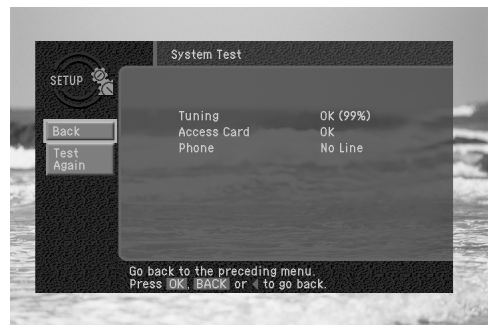 System Test
SETUP
Tuning OK (99%)
Access Card OK
Phone No Line
Back
Test
Again
Go back to the preceding menu.
Press OK, BACK or ◀ to go back.